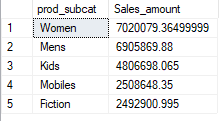 prod_subcat Sales_amount
1 Women 7020079.36499999
2 Mens 6905869.88
3 Kids 4806698.065
4 Mobiles 2508648.35
5 Fiction 2492900.995